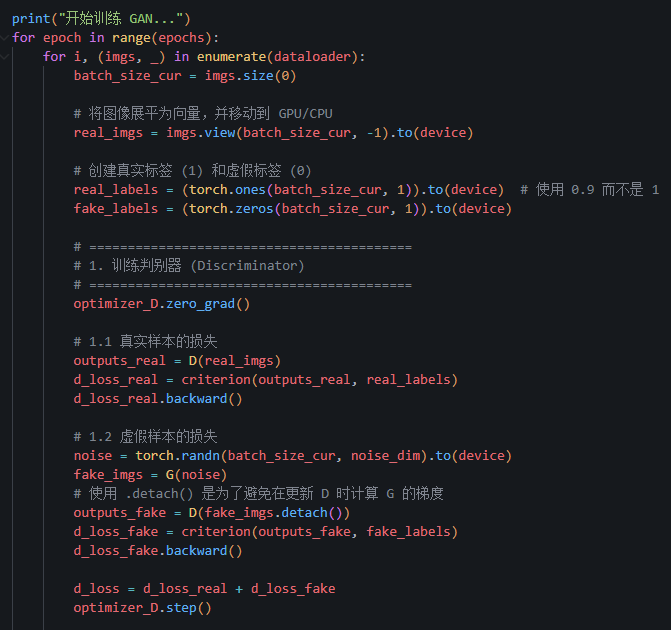 print("开始训练 GAN...")
for epoch in range(epochs):
    for i, (imgs, _) in enumerate(dataloader):
        batch_size_cur = imgs.size(0)
        # 将图像展平为向量，并移动到 GPU/CPU
        real_imgs = imgs.view(batch_size_cur, -1).to(device)
        # 创建真实标签 (1) 和虚假标签 (0)
        real_labels = (torch.ones(batch_size_cur, 1)).to(device)  # 使用 0.9 而不是 1
        fake_labels = (torch.zeros(batch_size_cur, 1)).to(device)
        # ==========================================
        # 1. 训练判别器 (Discriminator)
        # ==========================================
        optimizer_D.zero_grad()
        # 1.1 真实样本的损失
        outputs_real = D(real_imgs)
        d_loss_real = criterion(outputs_real, real_labels)
        d_loss_real.backward()
        # 1.2 虚假样本的损失
        noise = torch.randn(batch_size_cur, noise_dim).to(device)
        fake_imgs = G(noise)
        # 使用 .detach() 是为了避免在更新 D 时计算 G 的梯度
        outputs_fake = D(fake_imgs.detach())
        d_loss_fake = criterion(outputs_fake, fake_labels)
        d_loss_fake.backward()
        d_loss = d_loss_real + d_loss_fake
        optimizer_D.step()